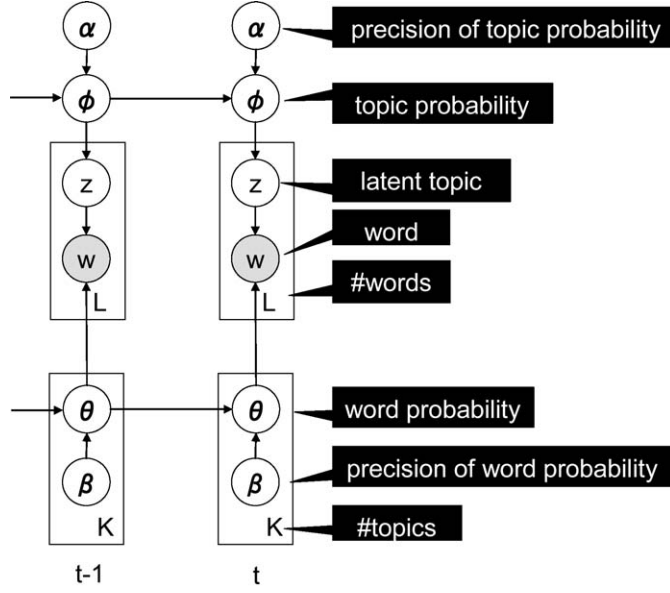 α α precision of topic probability
ϕ ϕ topic probability
z z latent topic
word
w w
#words
L L
θ θ word probability
β β precision of word probability
K K #topics
t-1 t